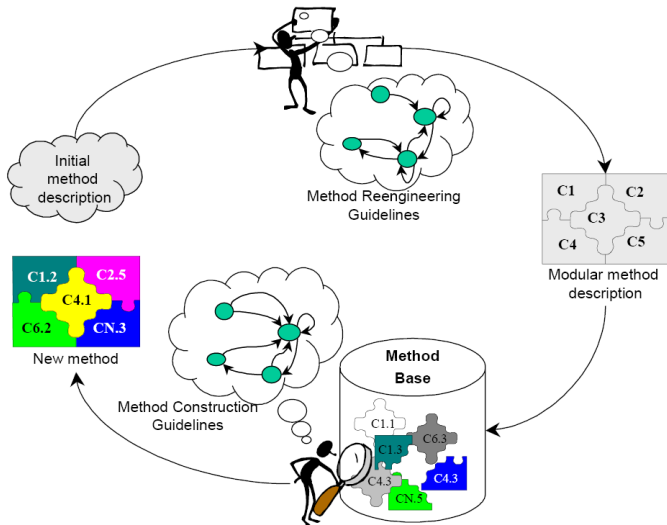 Initial
method
description
Method Reengineering
Guidelines
C1
C2
C3
C4
C5
Modular method
description
C1.2
C2.5
C4.1
C6.2
CN.3
New method
Method Construction
Guidelines
Method
Base
C1.1
C6.3
C1.3
C4.3
C4.3
CN.5